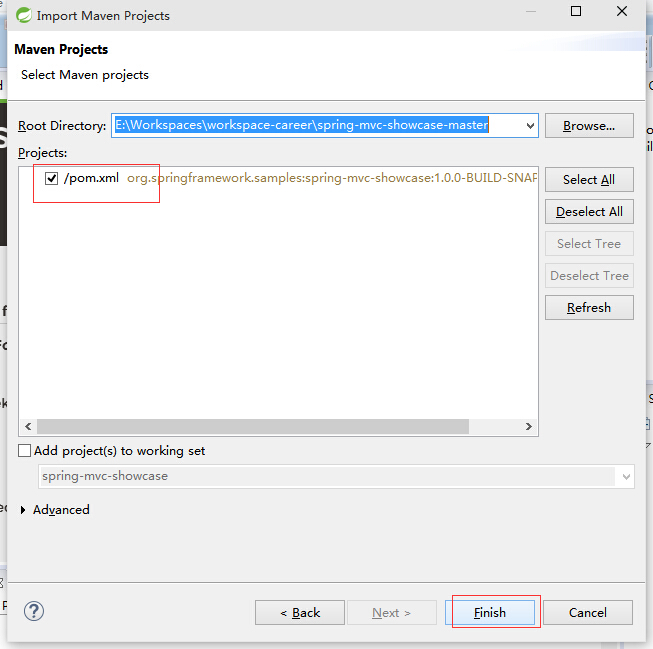 Import Maven Projects
Maven Projects
Select Maven projects
Root Directory: E:\Workspaces\workspace-career\spring-mvc-showcase-master Browse...
Projects:
/pom.xml org.springframework.samples:spring-mvc-showcase:1.0.0-BUILD-SNAP
Select All
Deselect All
Select Tree
Deselect Tree
Refresh
Add project(s) to working set
spring-mvc-showcase
Advanced
< Back Next > Finish Cancel